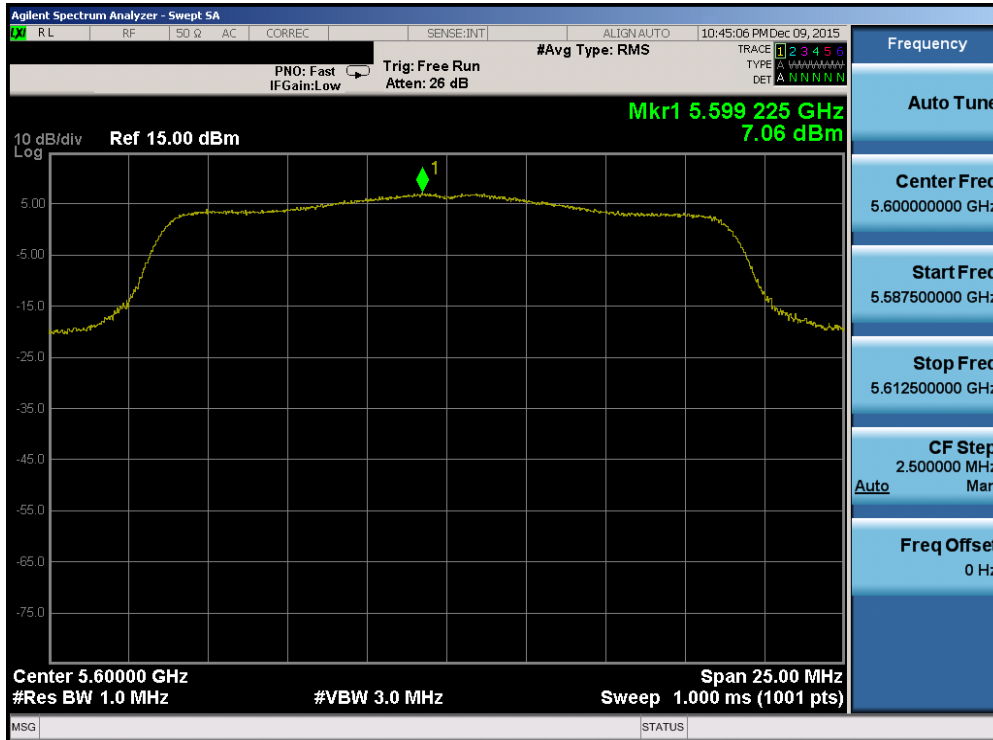 Agilent Spectrum Analyzer - Swept SA
LXI RL RF 50 Ω AC CORREC SENSE:INT ALIGN AUTO 10:45:06 PM Dec 09, 2015
#Avg Type: RMS TRACE 1 2 3 4 5 6
PNO: Fast Trig: Free Run TYPE A WWWWW
IFGain:Low Atten: 26 dB DET A N N N N N
Mkr1 5.599 225 GHz
7.06 dBm
10 dB/div Ref 15.00 dBm
Log
1
5.00
-5.00
-15.0
-25.0
-35.0
-45.0
-55.0
-65.0
-75.0
Center 5.60000 GHz Span 25.00 MHz
#Res BW 1.0 MHz #VBW 3.0 MHz Sweep 1.000 ms (1001 pts)
MSG STATUS
Frequency
Auto Tune
Center Freq
5.600000000 GHz
Start Freq
5.587500000 GHz
Stop Freq
5.612500000 GHz
CF Step
2.500000 MHz
Auto Man
Freq Offset
0 Hz